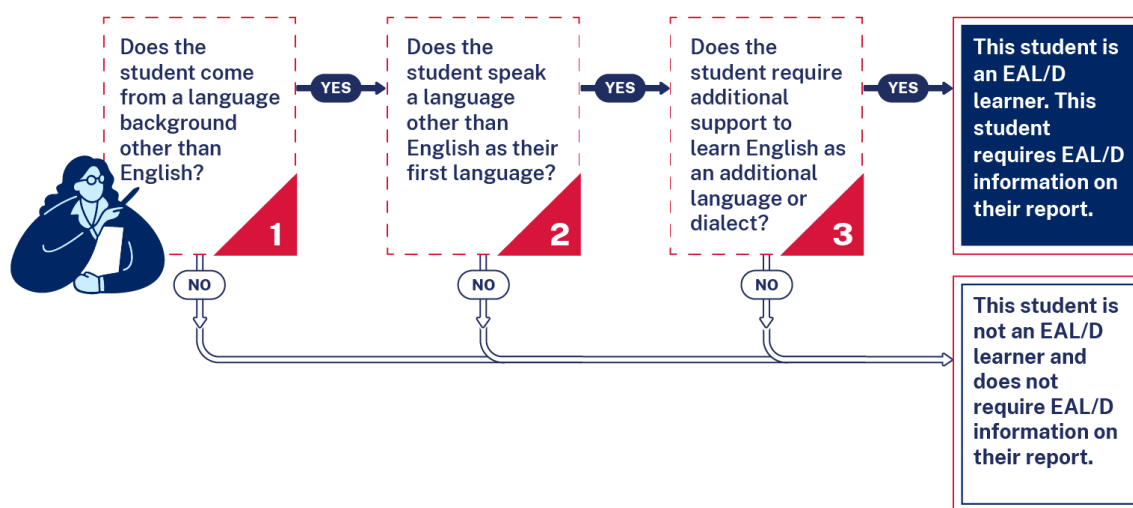 Does the
student come
from a language
background
other than
English?
1
YES
Does the
student speak
a language
other than
English as their
first language?
2
YES
Does the
student require
additional
support to
learn English as
an additional
language or
dialect?
3
YES
This student is
an EAL/D
learner. This
student
requires EAL/D
information on
their report.
NO
NO
NO
This student is
not an EAL/D
learner and
does not
require EAL/D
information on
their report.